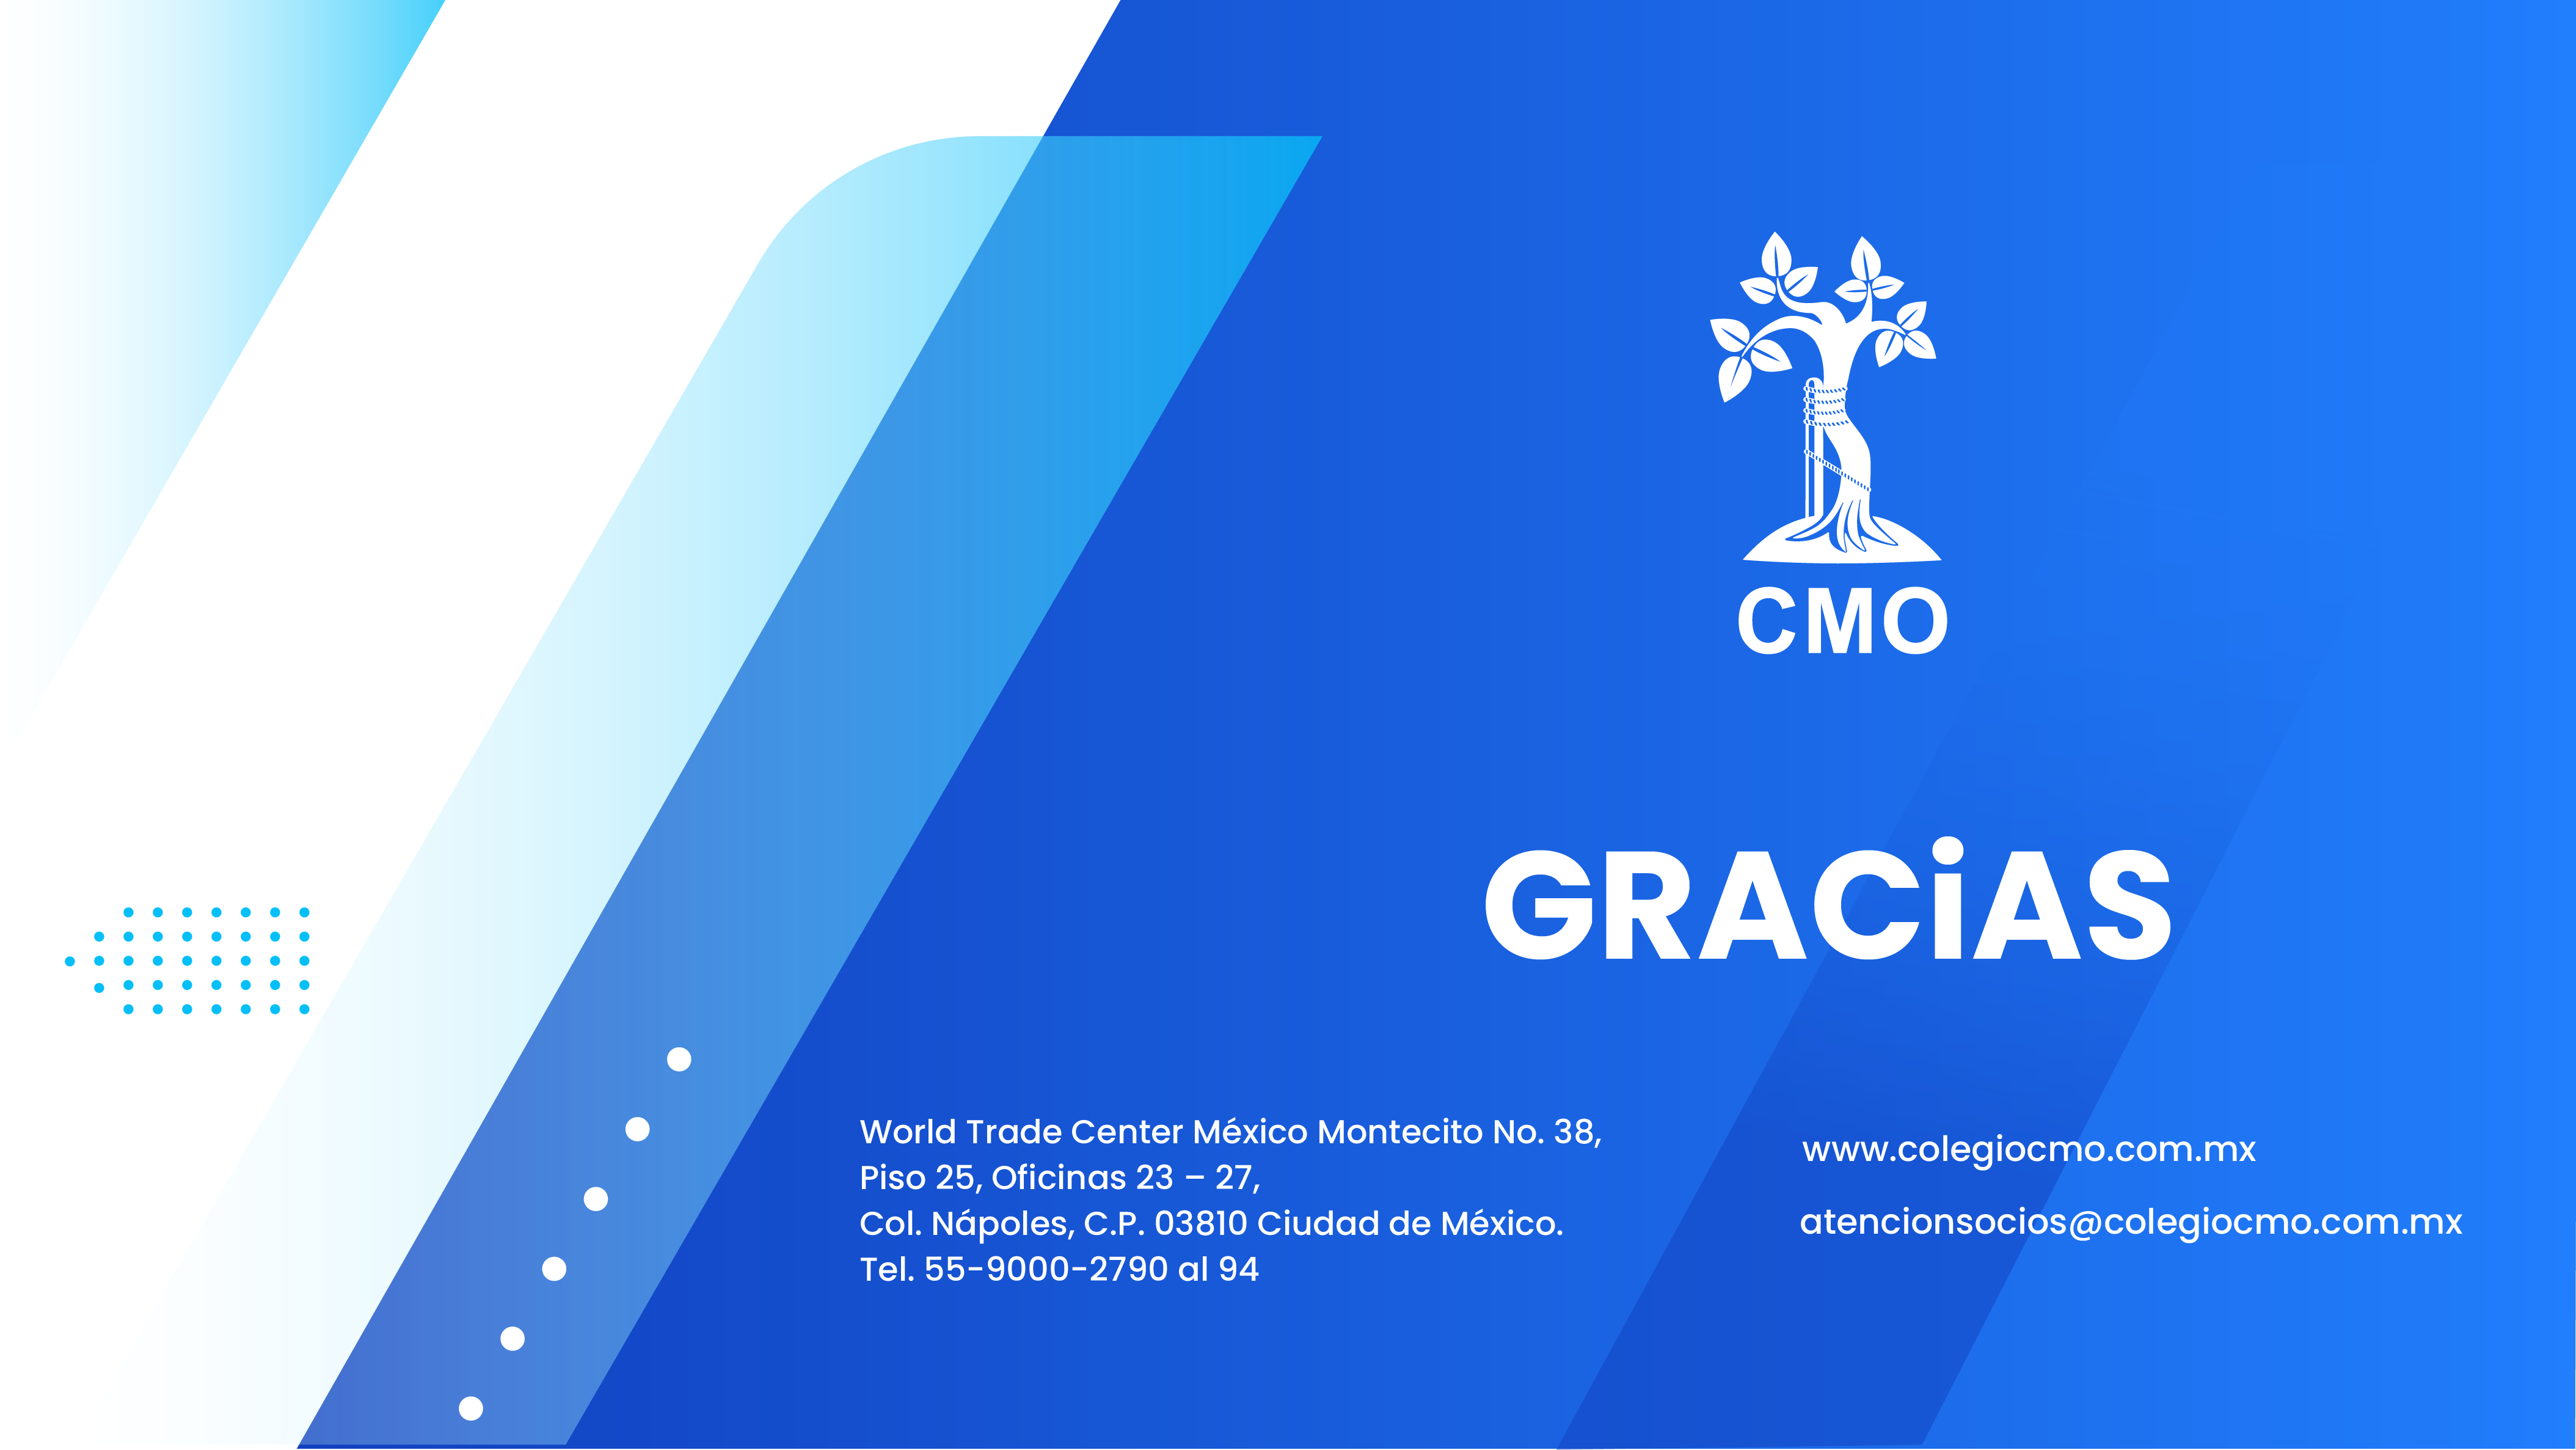 CMO
GRACiAS
World Trade Center México Montecito No. 38,
Piso 25, Oficinas 23 – 27,
Col. Nápoles, C.P. 03810 Ciudad de México.
Tel. 55-9000-2790 al 94
www.colegiocmo.com.mx
atencionsocios@colegiocmo.com.mx